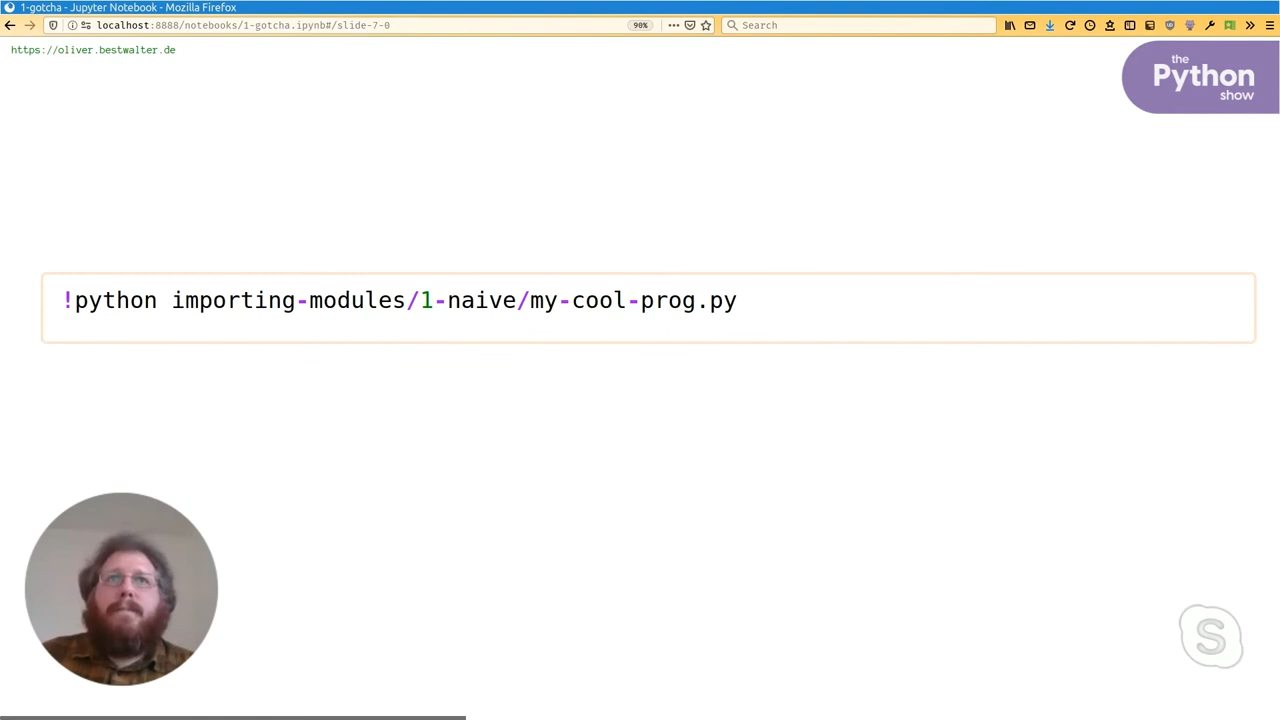 1-gotcha - Jupyter Notebook - Mozilla Firefox
localhost:8888/notebooks/1-gotcha.ipynb#/slide-7-0
90%
Search
https://oliver.bestwalter.de
the
Python
show
!python importing-modules/1-naive/my-cool-prog.py
S